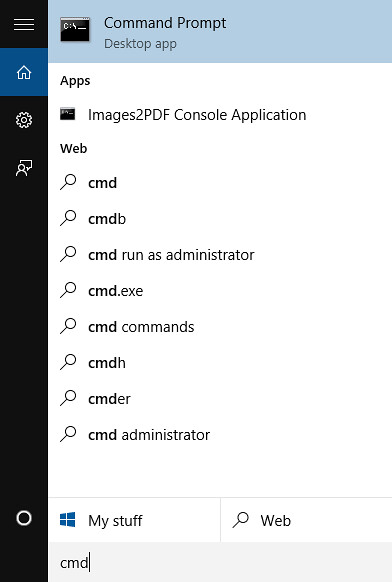 Command Prompt
Desktop app
Apps
Images2PDF Console Application
Web
cmd
cmdb
cmd run as administrator
cmd.exe
cmd commands
cmdh
cmder
cmd administrator
My stuff
Web
cmd